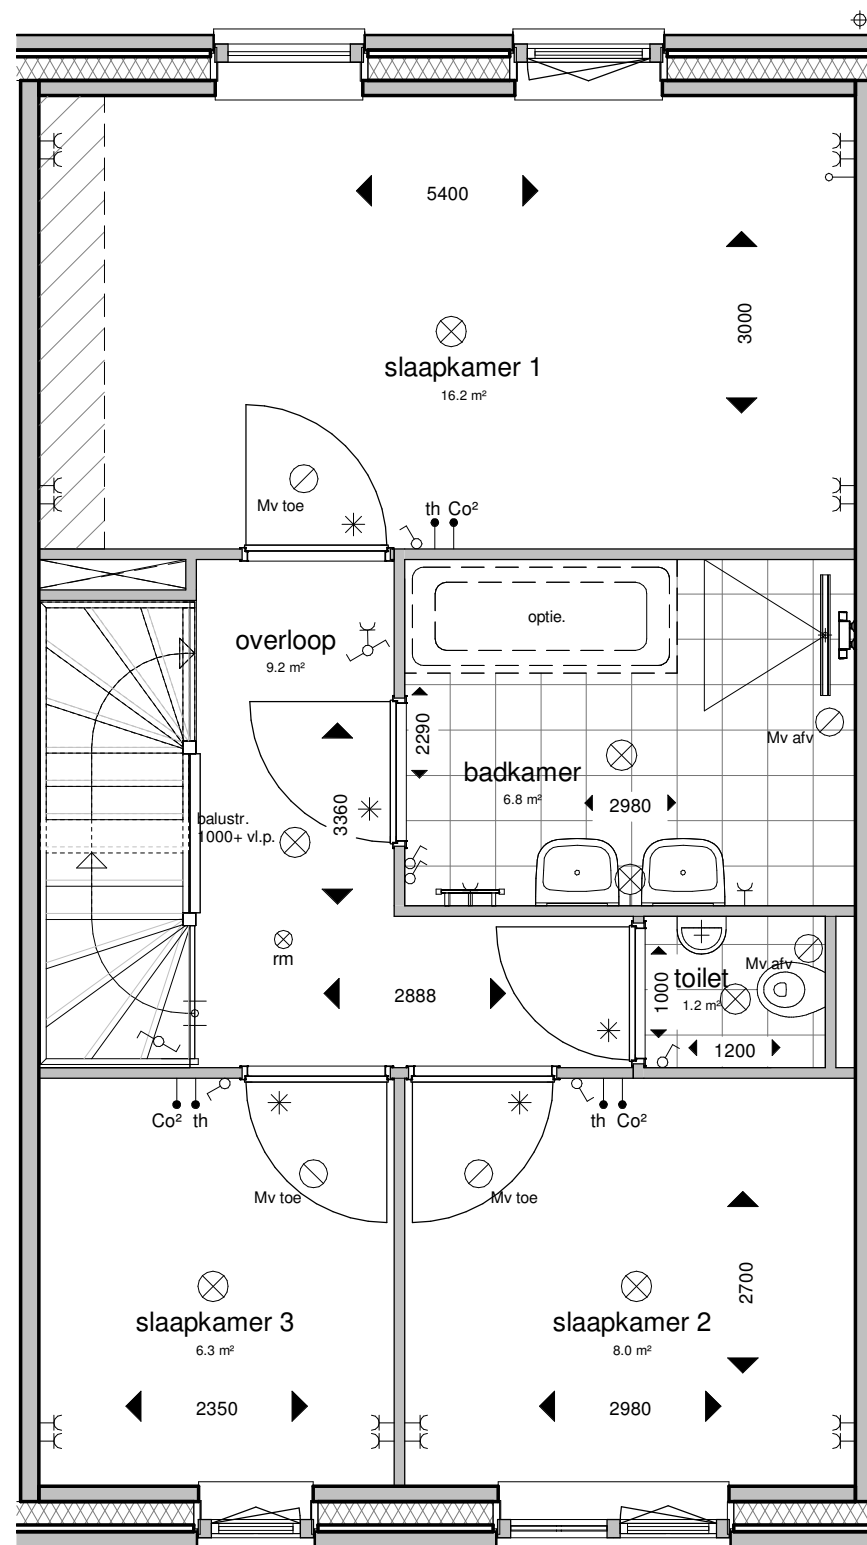 5400
3000
slaapkamer 1
16.2 m²
Mv toe
th Co²
overloop
9.2 m²
optie.
2290
Mv afv
badkamer
6.8 m²
2980
3360
balustr.
1000+ vl.p.
rm
2888
Mv afv
toilet
1.2 m²
1000
1200
Co² th
th Co²
Mv toe
Mv toe
2700
slaapkamer 3
6.3 m²
slaapkamer 2
8.0 m²
2350
2980